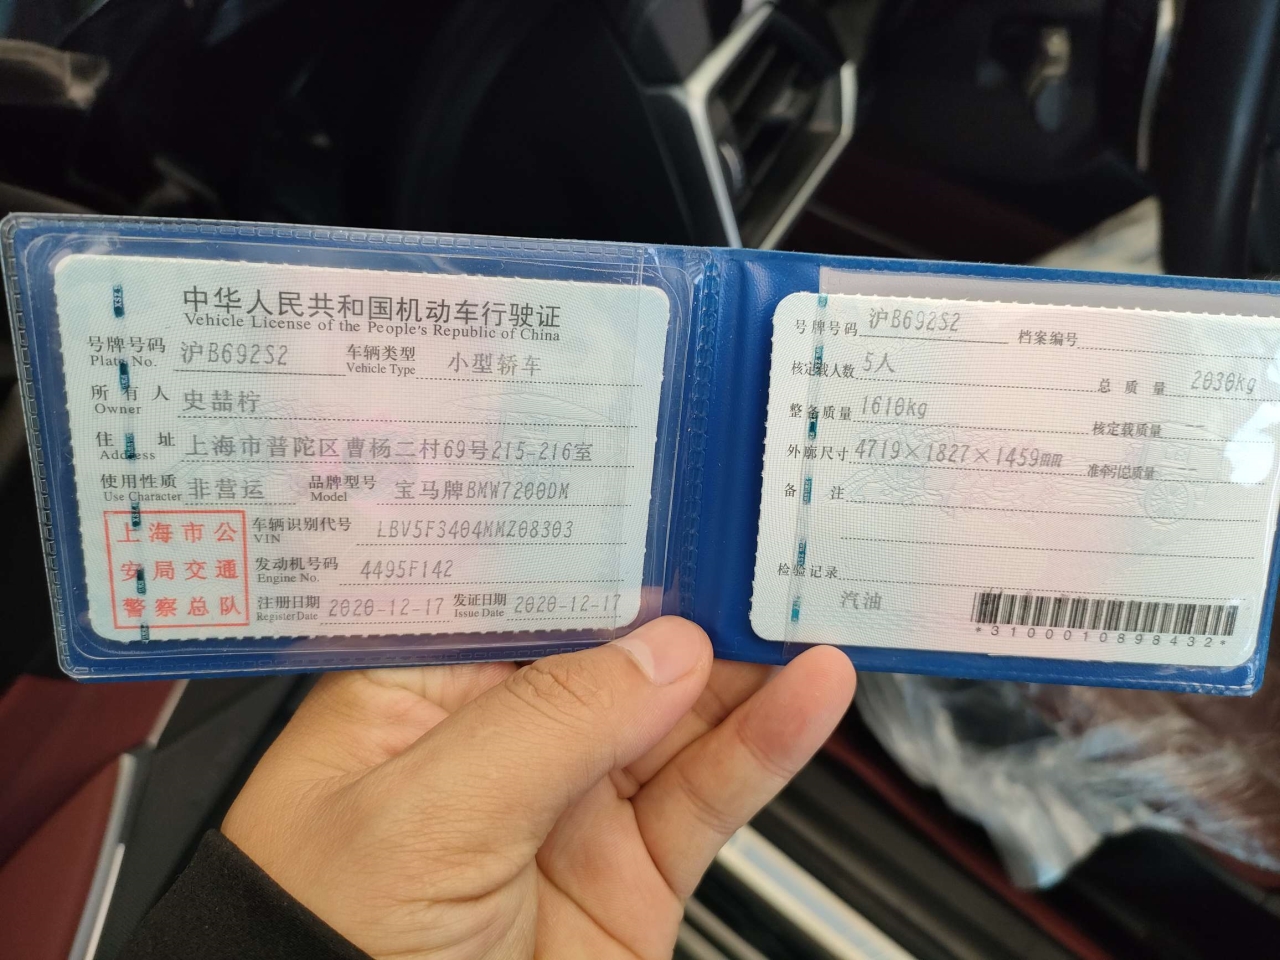 中华人民共和国机动车行驶证
Vehicle License of the People's Republic of China
号牌号码 沪B692S2 车辆类型 小型轿车
Plate No. Vehicle Type
所有人 史喆柠
Owner
住址 上海市普陀区曹杨二村69号215-216室
Address
使用性质 非营运 品牌型号 宝马牌BMW7200DM
Use Character Model
上海市公安局交通警察总队
车辆识别代号 LBV5F3404MMZ08303
VIN
发动机号码 4495F142
Engine No.
注册日期 2020-12-17 发证日期 2020-12-17
Register Date Issue Date
号牌号码 沪B692S2 档案编号
核定载人数 5人 总质量 2030kg
整备质量 1610kg 核定载质量 --
外廓尺寸 4719×1827×1459mm 准牵引总质量 --
备注
检验记录
汽油
*3100010898432*